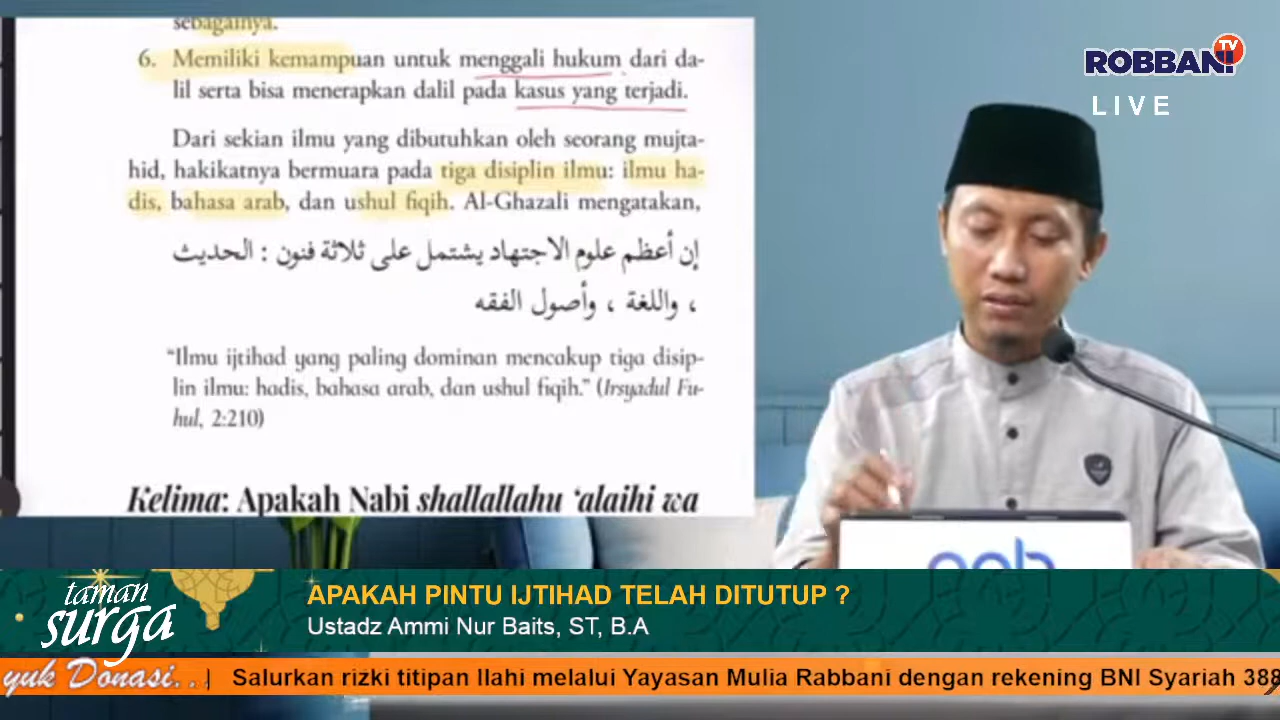 sebagainya.
6. Memiliki kemampuan untuk menggali hukum dari da-
lil serta bisa menerapkan dalil pada kasus yang terjadi.
Dari sekian ilmu yang dibutuhkan oleh seorang mujta-
hid, hakikatnya bermuara pada tiga disiplin ilmu: ilmu ha-
dis, bahasa arab, dan ushul fiqih. Al-Ghazali mengatakan,
إن أعظم علوم الاجتهاد يشتمل على ثلاثة فنون : الحديث
، واللغة ، وأصول الفقه
“Ilmu ijtihad yang paling dominan mencakup tiga disip-
lin ilmu: hadis, bahasa arab, dan ushul fiqih.” (Irsyadul Fu-
hul, 2:210)
Kelima: Apakah Nabi shallallahu ‘alaihi wa
ROBBANI TV
LIVE
taman
surga
APAKAH PINTU IJTIHAD TELAH DITUTUP ?
Ustadz Ammi Nur Baits, ST, B.A
yuk Donasi. . | Salurkan rizki titipan Ilahi melalui Yayasan Mulia Rabbani dengan rekening BNI Syariah 388